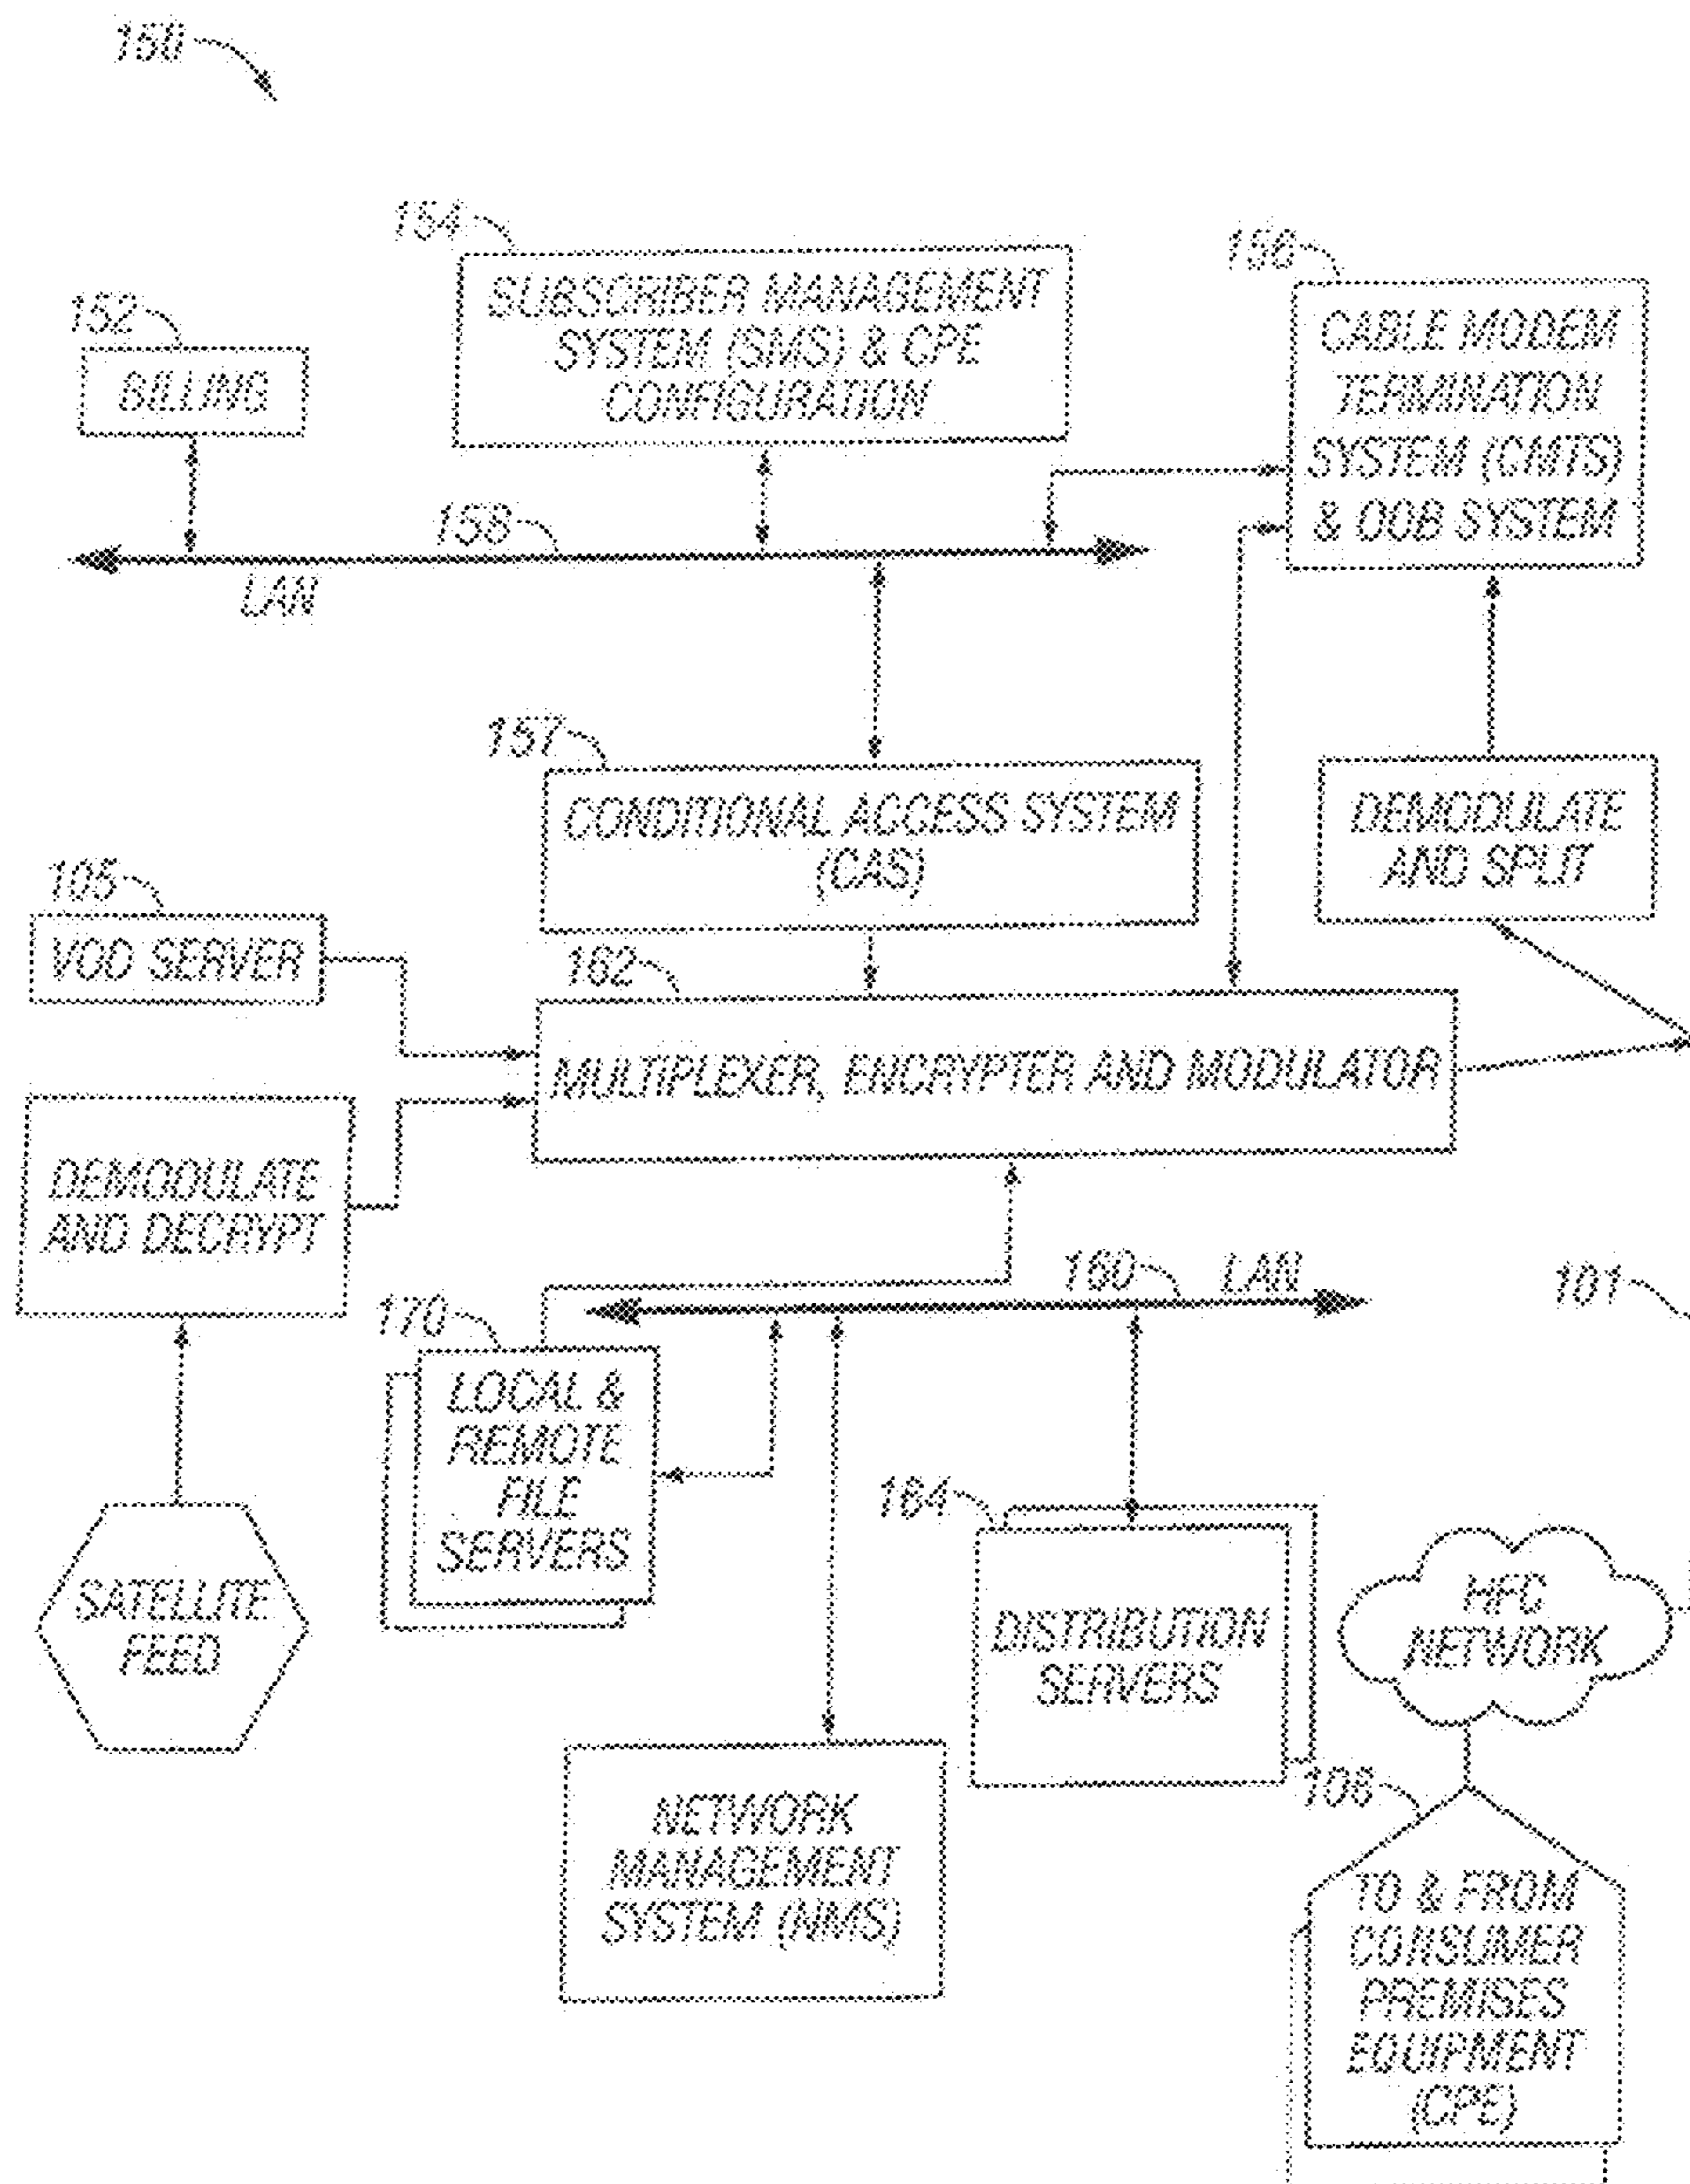 150
154
SUBSCRIBER MANAGEMENT
SYSTEM (SMS) & CPE
CONFIGURATION
156
CABLE MODEM
TERMINATION
SYSTEM (CMTS)
& OOB SYSTEM
152
BILLING
158
LAN
157
CONDITIONAL ACCESS SYSTEM
(CAS)
DEMODULATE
AND SPLIT
105
VOD SERVER
162
MULTIPLEXER, ENCRYPTER AND MODULATOR
DEMODULATE
AND DECRYPT
160
LAN
101
170
LOCAL &
REMOTE
FILE
SERVERS
164
DISTRIBUTION
SERVERS
SATELLITE
FEED
HFC
NETWORK
NETWORK
MANAGEMENT
SYSTEM (NMS)
106
TO & FROM
CONSUMER
PREMISES
EQUIPMENT
(CPE)